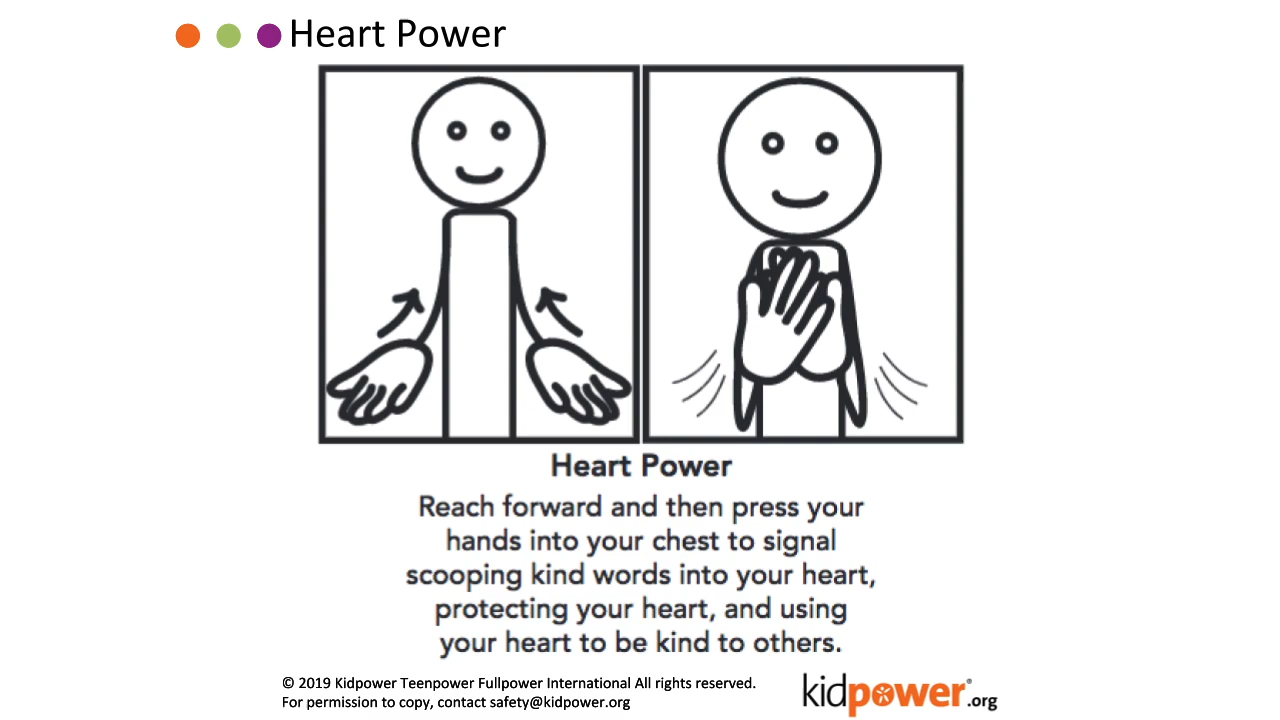 Heart Power
Heart Power
Reach forward and then press your
hands into your chest to signal
scooping kind words into your heart,
protecting your heart, and using
your heart to be kind to others.
© 2019 Kidpower Teenpower Fullpower International All rights reserved.
For permission to copy, contact safety@kidpower.org
kidpower®.org